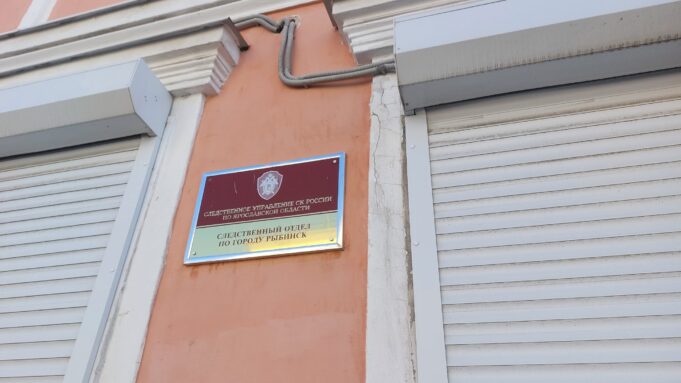 СЛЕДСТВЕННОЕ УПРАВЛЕНИЕ СК РОССИИ
ПО ЯРОСЛАВСКОЙ ОБЛАСТИ
СЛЕДСТВЕННЫЙ ОТДЕЛ
ПО ГОРОДУ РЫБИНСК